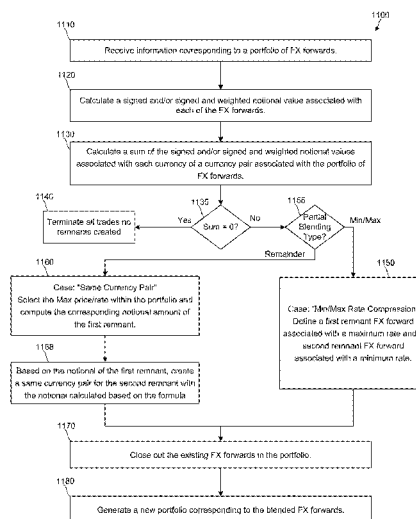 1100
1110
Receive information corresponding to a portfolio of FX forwards.
1120
Calculate a signed and/or signed and weighted notional value associated with
each of the FX forwards.
1130
Calculate a sum of the signed and/or signed and weighted notional values
associated with each currency of a currency pair associated with the portfolio of
FX forwards.
1135
1140
Terminate all trades no
remnants created
Yes
Sum = 0?
No
1155
Partial
Blending
Type?
Min/Max
Remainder
1160
Case: "Same Currency Pair"
Select the Max price/rate within the portfolio and
compute the corresponding notional amount of
the first remnant.
1150
Case: "Min/Max Rate Compression
Define a first remnant FX forward
associated with a maximum rate and
second remnant FX forward
associated with a minimum rate.
1168
Based on the notional of the first remnant, create
a same currency pair for the second remnant with
the notional calculated based on the formula
1170
Close out the existing FX forwards in the portfolio.
1180
Generate a new portfolio corresponding to the blended FX forwards.